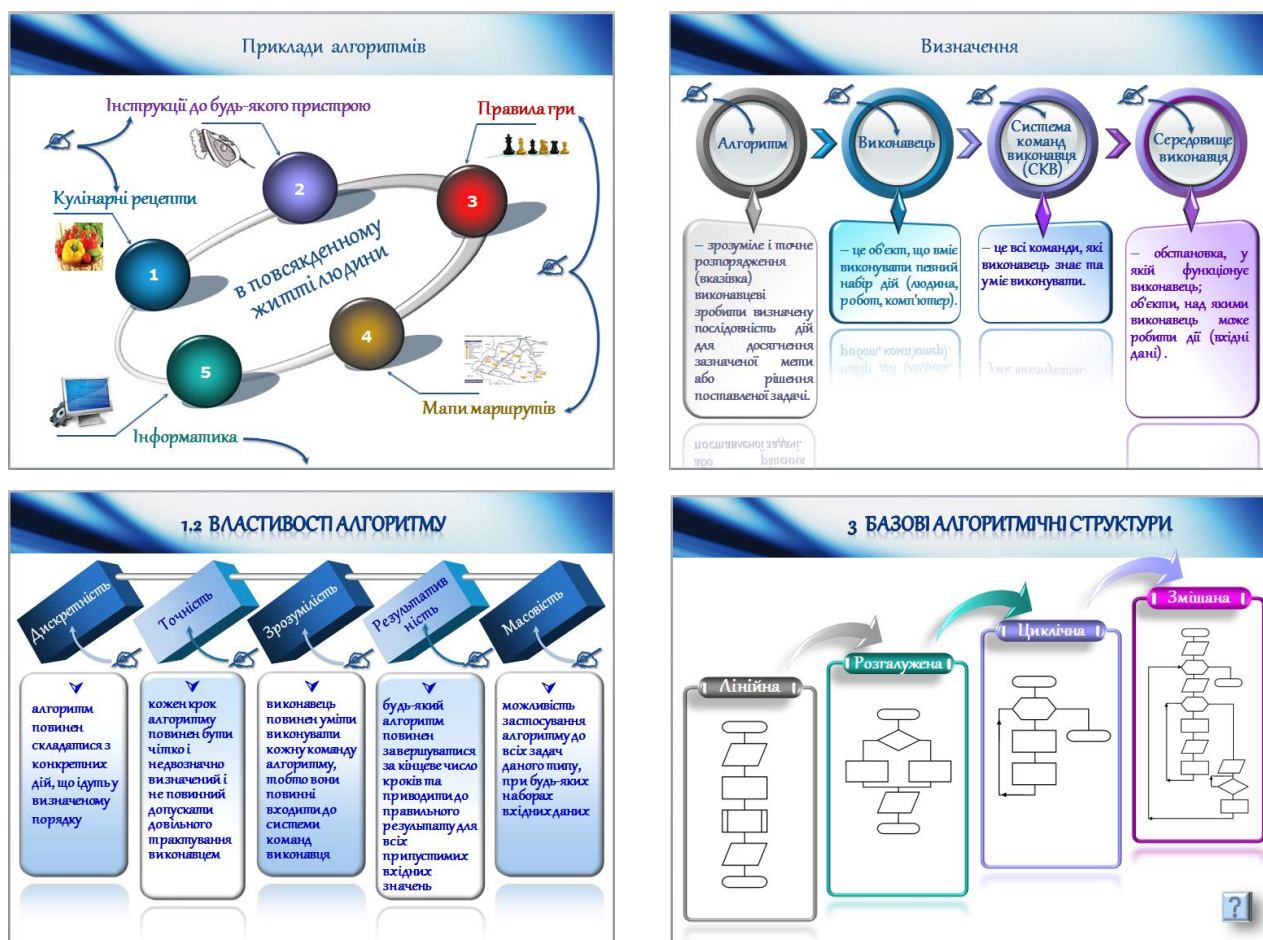 Приклади алгоритмів
Інструкції до будь-якого пристрою
Правила гри
Кулінарні рецепти
1
2
3
4
5
в повсякденному
житті людини
Мапи маршрутів
Інформатика
Визначення
Алгоритм
Виконавець
Система
команд
виконавця
(СКВ)
Середовище
виконавця
– зрозуміле і точне
розпорядження
(вказівка)
виконавцеві
зробити визначену
послідовність дій
для досягнення
зазначеної мети
або рішення
поставленої задачі.
– це об'єкт, що вміє
виконувати певний
набір дій (людина,
робот, комп'ютер).
– це всі команди, які
виконавець знає та
уміє виконувати.
– обстановка, у
якій функціонує
виконавець;
об'єкти, над якими
виконавець може
робити дії (вхідні
дані) .
1.2 ВЛАСТИВОСТІ АЛГОРИТМУ
Дискретність
Точність
Зрозумілість
Результатив
ність
Масовість
алгоритм
повинен
складатися з
конкретних
дій, що ідуть у
визначеному
порядку
кожен крок
алгоритму
повинен бути
чітко і
недвозначно
визначений і
не повинний
допускати
довільного
трактування
виконавцем
виконавець
повинен уміти
виконувати
кожну команду
алгоритму,
тобто вони
повинні
входити до
системи
команд
виконавця
будь-який
алгоритм
повинен
завершуватися
за кінцеве число
кроків та
приводити до
правильного
результату для
всіх
припустимих
вхідних
значень
можливість
застосування
алгоритму до
всіх задач
даного типу,
при будь-яких
наборах
вхідних даних
3 БАЗОВІ АЛГОРИТМІЧНІ СТРУКТУРИ
Лінійна
Розгалужена
Циклічна
Змішана
?